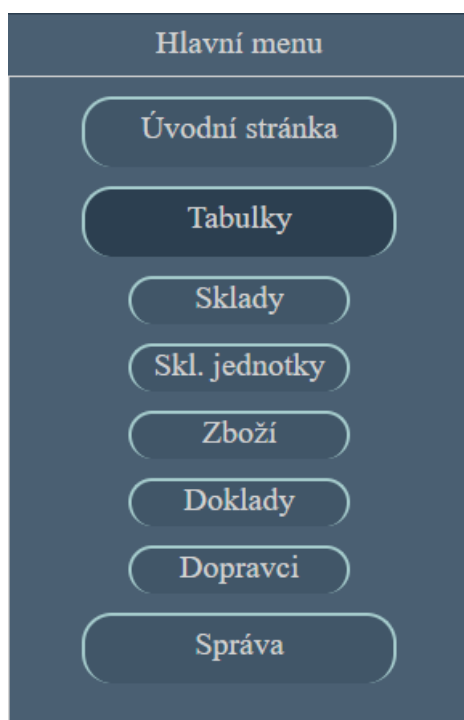 Hlavní menu
Úvodní stránka
Tabulky
Sklady
Skl. jednotky
Zboží
Doklady
Dopravci
Správa